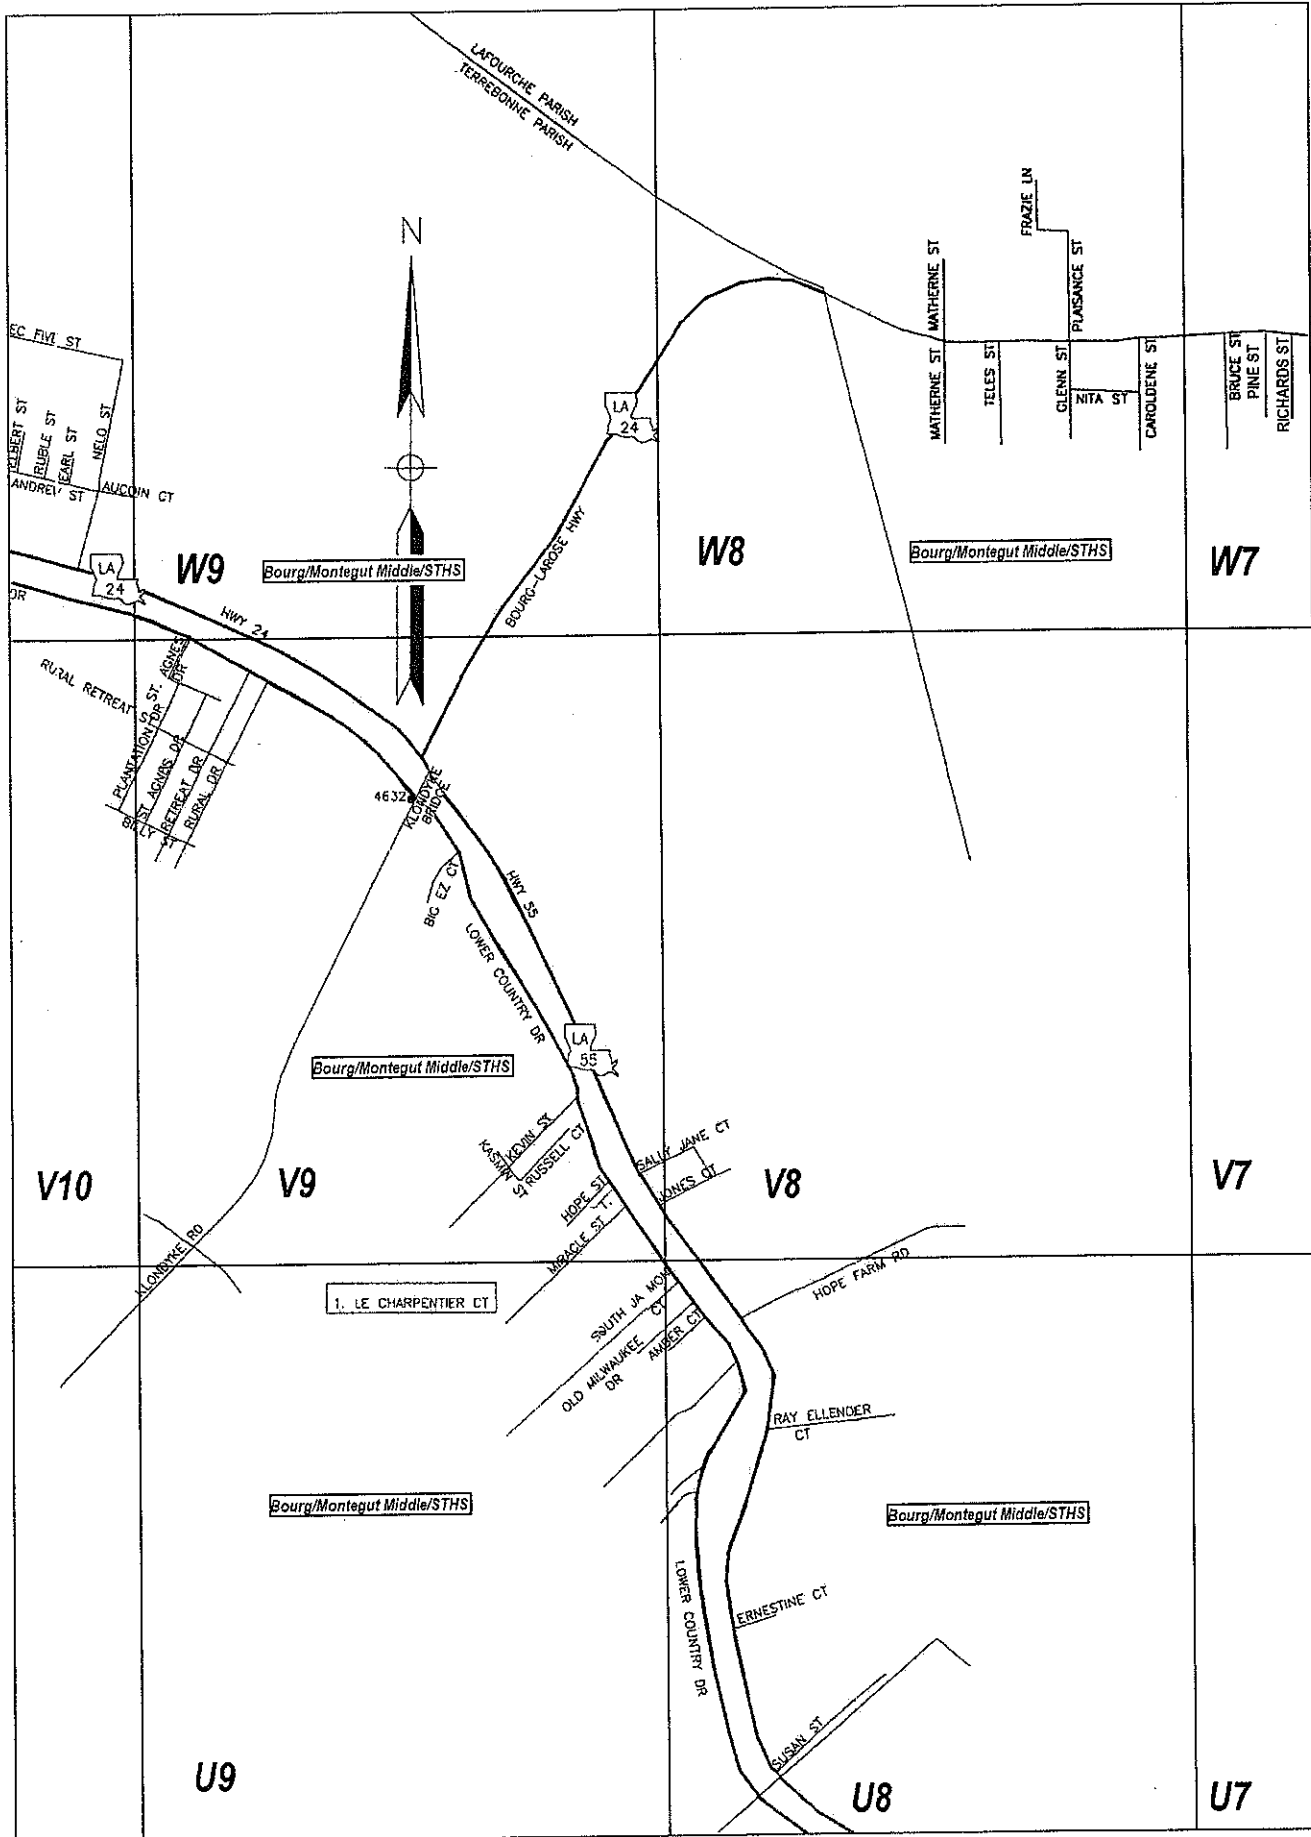 LAFOURCHE PARISH
TERREBONNE PARISH
N
FRAZIE LN
MATHERNE ST
PLAISANCE ST
MATHERNE ST
TELES ST
GLENN ST
NITA ST
CAROLDENE ST
BRUCE ST
PINE ST
RICHARDS ST
EC FIVE ST
ELBERT ST
RUBLE ST
EARL ST
NELO ST
ANDREW ST
AUCOIN CT
LA
24
LA
24
W9
Bourg/Montegut Middle/STHS
BOURG-LAROSE HWY
W8
Bourg/Montegut Middle/STHS
W7
DR
HWY 24
RURAL RETREAT ST
ST. AGNES
DR
PLANTATION DR
ST AGNES DR
RETREAT DR
RURAL DR
BILLY ST
4632
KLONDYKE
BRIDGE
BIG EZ CT
HWY 55
LOWER COUNTRY DR
LA
55
Bourg/Montegut Middle/STHS
KEVIN ST
KASMIN ST
RUSSELL CT
SALLY JANE CT
JONES CT
HOPE ST
1.
MIRACLE ST
V10
V9
V8
V7
KLONDYKE RD
1. LE CHARPENTIER CT
HOPE FARM RD
SOUTH JA MON
CT
OLD MILWAUKEE
DR
AMBER CT
RAY ELLENDER
CT
Bourg/Montegut Middle/STHS
Bourg/Montegut Middle/STHS
LOWER COUNTRY DR
ERNESTINE CT
SUSAN ST
U9
U8
U7